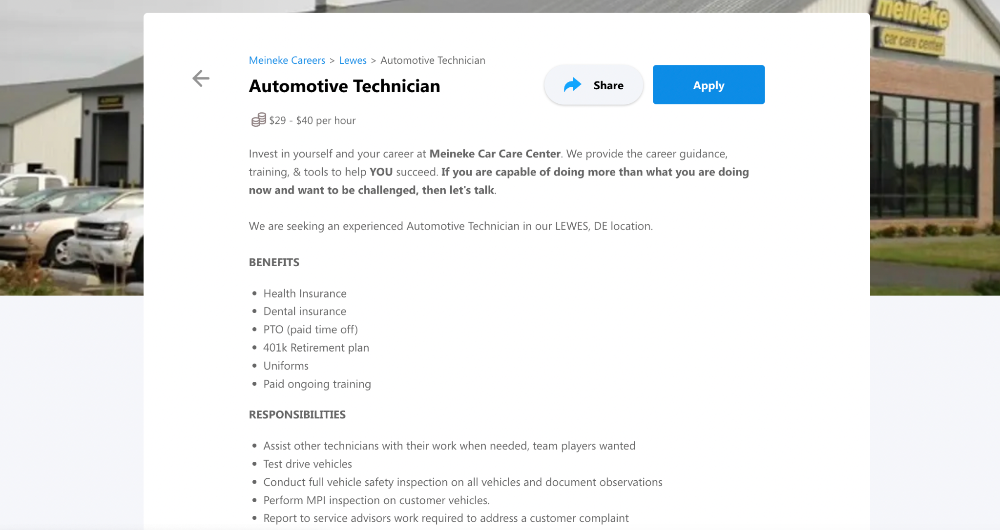 meineke
car care center
Meineke Careers > Lewes > Automotive Technician
Automotive Technician
Share
Apply
$29 - $40 per hour
Invest in yourself and your career at Meineke Car Care Center. We provide the career guidance,
training, & tools to help YOU succeed. If you are capable of doing more than what you are doing
now and want to be challenged, then let's talk.
We are seeking an experienced Automotive Technician in our LEWES, DE location.
BENEFITS
• Health Insurance
• Dental insurance
• PTO (paid time off)
• 401k Retirement plan
• Uniforms
• Paid ongoing training
RESPONSIBILITIES
• Assist other technicians with their work when needed, team players wanted
• Test drive vehicles
• Conduct full vehicle safety inspection on all vehicles and document observations
• Perform MPI inspection on customer vehicles.
• Report to service advisors work required to address a customer complaint